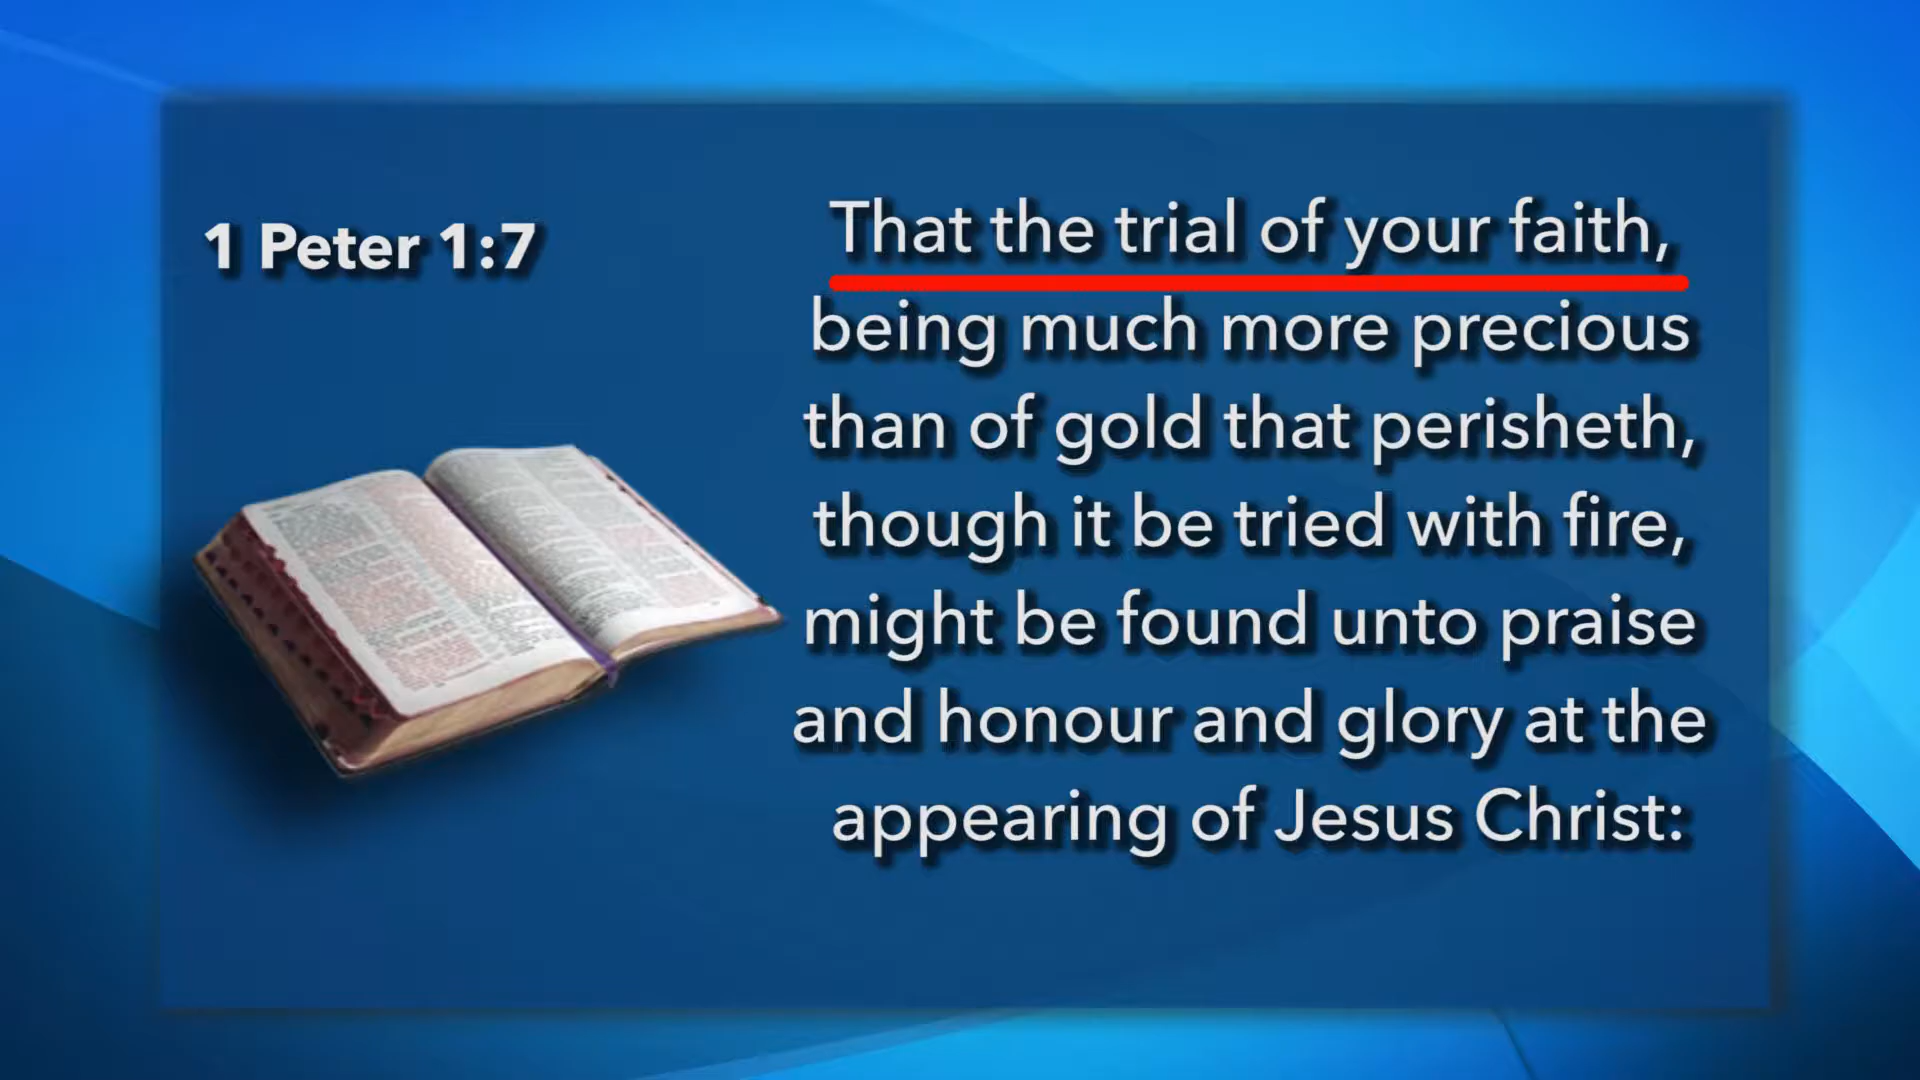 1 Peter 1:7
That the trial of your faith,
being much more precious
than of gold that perisheth,
though it be tried with fire,
might be found unto praise
and honour and glory at the
appearing of Jesus Christ: